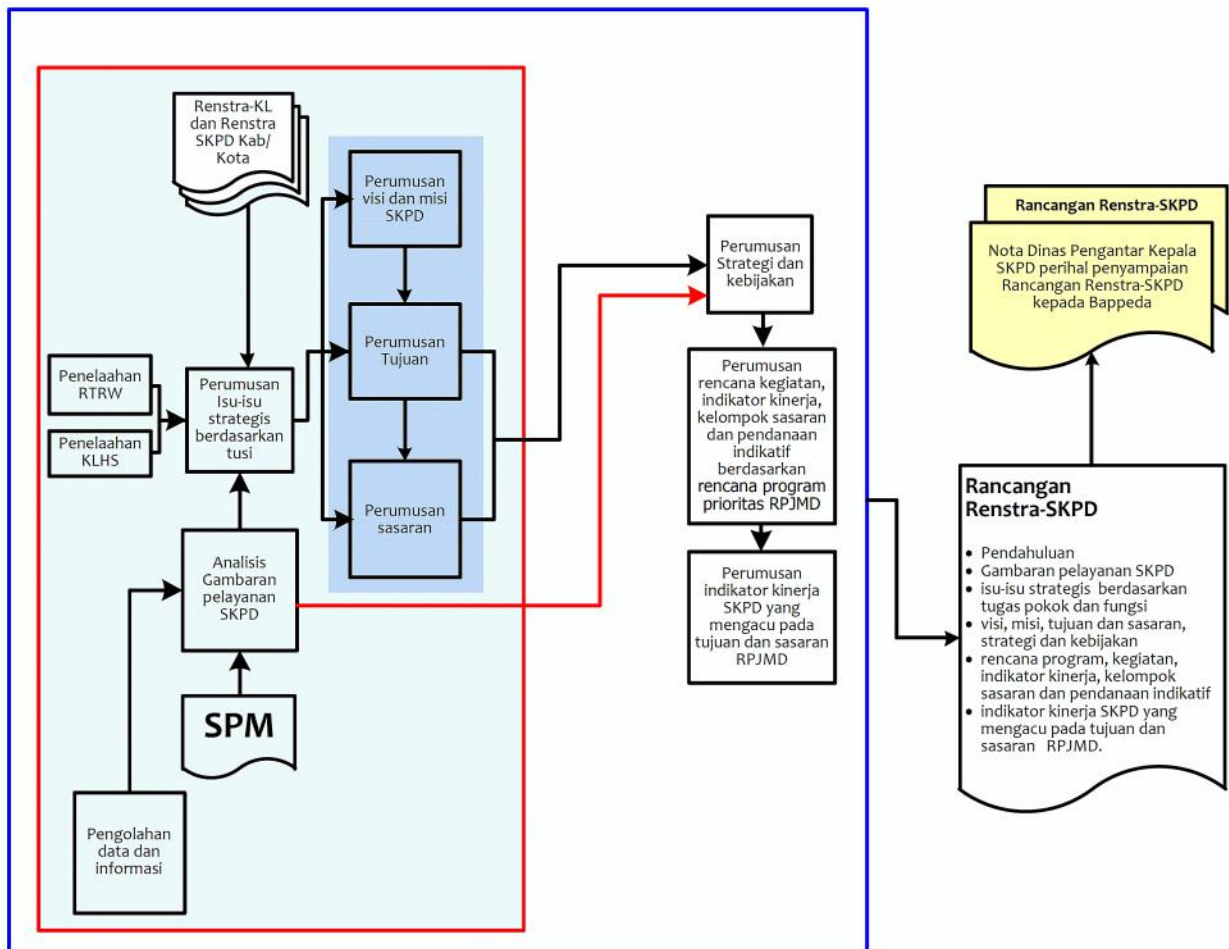 Renstra-KL
dan Renstra
SKPD Kab/
Kota
Perumusan
visi dan misi
SKPD
Perumusan
Tujuan
Perumusan
sasaran
Penelaahan
RTRW
Penelaahan
KLHS
Perumusan
Isu-isu
strategis
berdasarkan
tusi
Analisis
Gambaran
pelayanan
SKPD
SPM
Pengolahan
data dan
informasi
Perumusan
Strategi dan
kebijakan
Perumusan
rencana kegiatan,
indikator kinerja,
kelompok sasaran
dan pendanaan
indikatif
berdasarkan
rencana program
prioritas RPJMD
Perumusan
indikator kinerja
SKPD yang
mengacu pada
tujuan dan sasaran
RPJMD
Rancangan Renstra-SKPD
Nota Dinas Pengantar Kepala
SKPD perihal penyampaian
Rancangan Renstra-SKPD
kepada Bappeda
Rancangan
Renstra-SKPD
• Pendahuluan
• Gambaran pelayanan SKPD
• isu-isu strategis berdasarkan
tugas pokok dan fungsi
• visi, misi, tujuan dan sasaran,
strategi dan kebijakan
• rencana program, kegiatan,
indikator kinerja, kelompok
sasaran dan pendanaan indikatif
• indikator kinerja SKPD yang
mengacu pada tujuan dan
sasaran RPJMD.